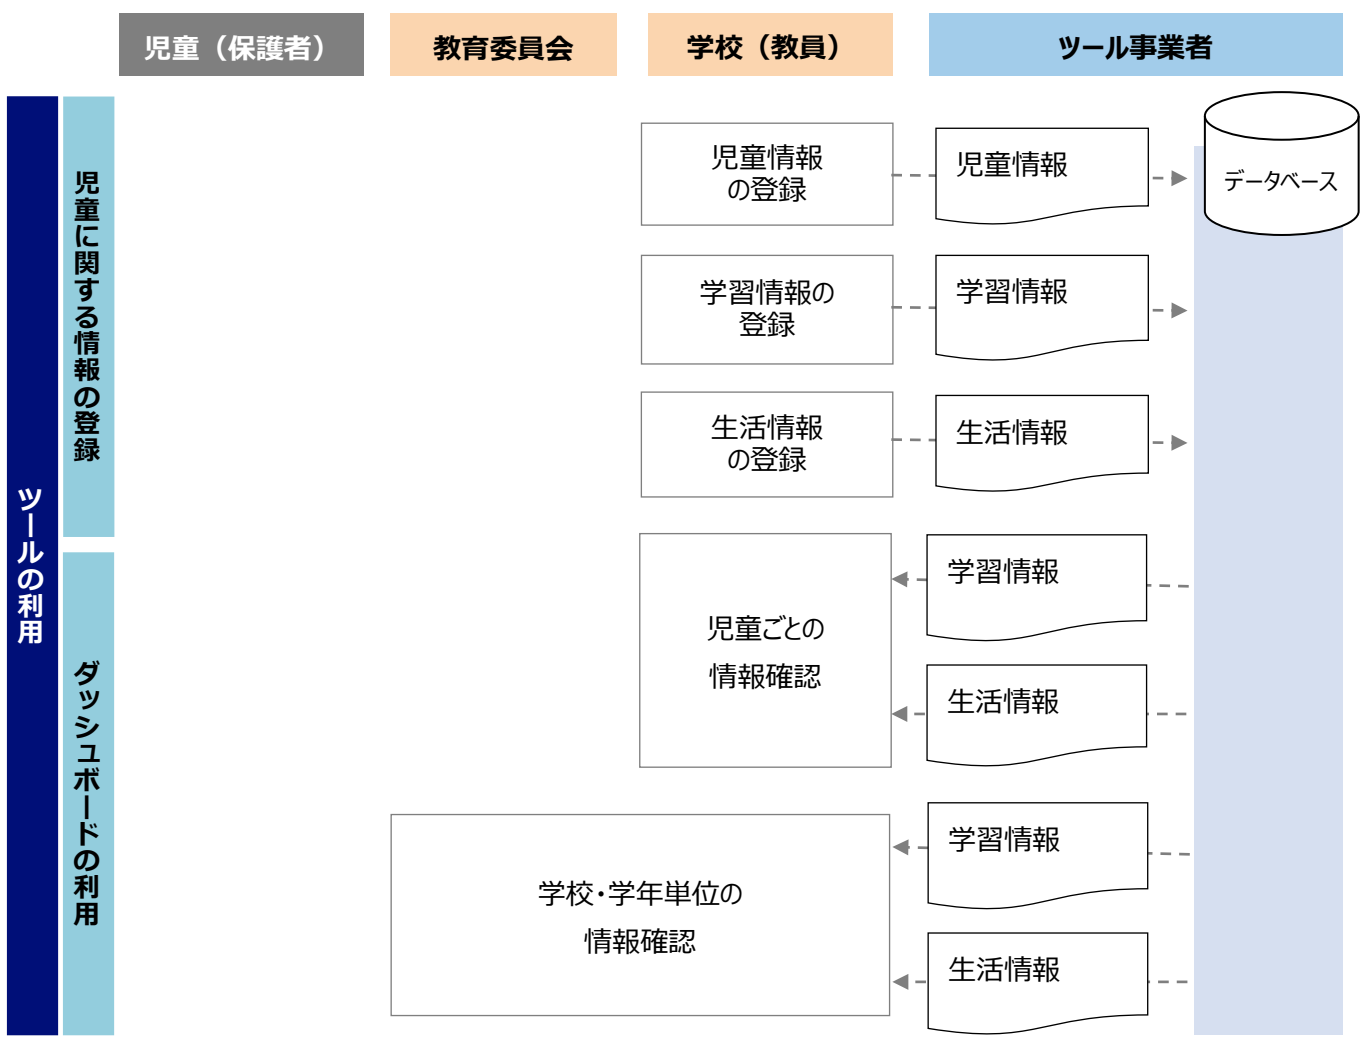 児童（保護者）
教育委員会
学校（教員）
ツール事業者
ツールの利用
児童に関する情報の登録
児童情報
の登録
児童情報
データベース
学習情報の
登録
学習情報
生活情報
の登録
生活情報
ダッシュボードの利用
児童ごとの
情報確認
学習情報
生活情報
学校・学年単位の
情報確認
学習情報
生活情報